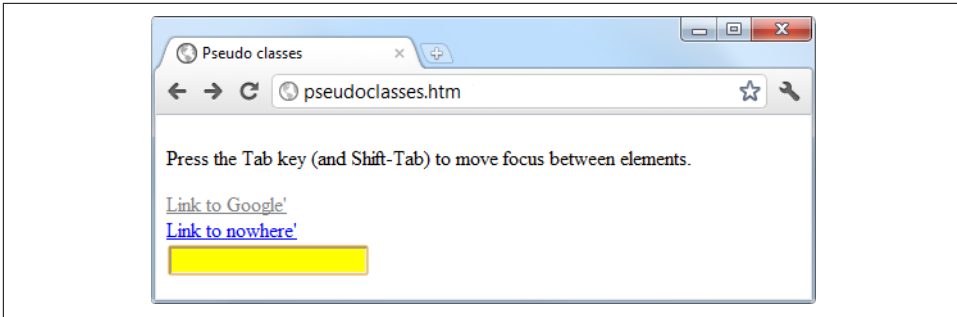 Pseudo classes
pseudoclasses.htm
Press the Tab key (and Shift-Tab) to move focus between elements.
Link to Google'
Link to nowhere'